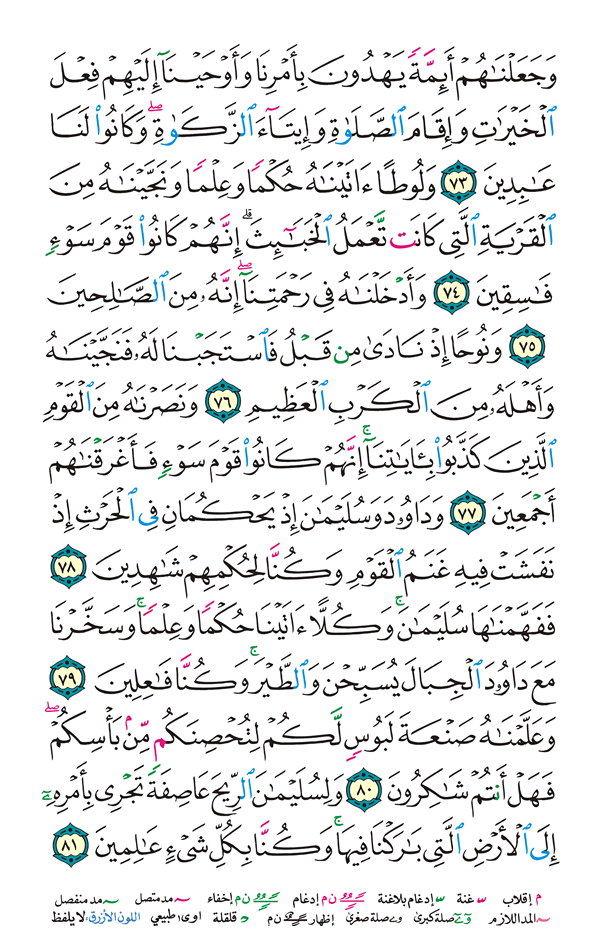 وَجَعَلْنَٰهُمْ أَئِمَّةً يَهْدُونَ بِأَمْرِنَا وَأَوْحَيْنَآ إِلَيْهِمْ فِعْلَ
ٱلْخَيْرَٰتِ وَإِقَامَ ٱلصَّلَوٰةِ وَإِيتَآءَ ٱلزَّكَوٰةِ ۖ وَكَانُوا۟ لَنَا
عَٰبِدِينَ ﴿٧٣﴾ وَلُوطًا ءَاتَيْنَٰهُ حُكْمًا وَعِلْمًا وَنَجَّيْنَٰهُ مِنَ
ٱلْقَرْيَةِ ٱلَّتِى كَانَت تَّعْمَلُ ٱلْخَبَٰٓئِثَ ۗ إِنَّهُمْ كَانُوا۟ قَوْمَ سَوْءٍ
فَٰسِقِينَ ﴿٧٤﴾ وَأَدْخَلْنَٰهُ فِى رَحْمَتِنَآ ۖ إِنَّهُۥ مِنَ ٱلصَّٰلِحِينَ
﴿٧٥﴾ وَنُوحًا إِذْ نَادَىٰ مِن قَبْلُ فَٱسْتَجَبْنَا لَهُۥ فَنَجَّيْنَٰهُ
وَأَهْلَهُۥ مِنَ ٱلْكَرْبِ ٱلْعَظِيمِ ﴿٧٦﴾ وَنَصَرْنَٰهُ مِنَ ٱلْقَوْمِ
ٱلَّذِينَ كَذَّبُوا۟ بِـَٔايَٰتِنَآ ۚ إِنَّهُمْ كَانُوا۟ قَوْمَ سَوْءٍ فَأَغْرَقْنَٰهُمْ
أَجْمَعِينَ ﴿٧٧﴾ وَدَاوُۥدَ وَسُلَيْمَٰنَ إِذْ يَحْكُمَانِ فِى ٱلْحَرْثِ إِذْ
نَفَشَتْ فِيهِ غَنَمُ ٱلْقَوْمِ وَكُنَّا لِحُكْمِهِمْ شَٰهِدِينَ ﴿٧٨﴾
فَفَهَّمْنَٰهَا سُلَيْمَٰنَ ۚ وَكُلًّا ءَاتَيْنَا حُكْمًا وَعِلْمًا ۚ وَسَخَّرْنَا
مَعَ دَاوُۥدَ ٱلْجِبَالَ يُسَبِّحْنَ وَٱلطَّيْرَ ۚ وَكُنَّا فَٰعِلِينَ ﴿٧٩﴾
وَعَلَّمْنَٰهُ صَنْعَةَ لَبُوسٍ لَّكُمْ لِتُحْصِنَكُم مِّنۢ بَأْسِكُمْ ۖ
فَهَلْ أَنتُمْ شَٰكِرُونَ ﴿٨٠﴾ وَلِسُلَيْمَٰنَ ٱلرِّيحَ عَاصِفَةً تَجْرِى بِأَمْرِهِۦٓ
إِلَى ٱلْأَرْضِ ٱلَّتِى بَٰرَكْنَا فِيهَا ۚ وَكُنَّا بِكُلِّ شَىْءٍ عَٰلِمِينَ ﴿٨١﴾
م إقلاب غنة إدغام بلاغنة ن م إدغام ن م إخفاء مد متصل مد منفصل
المد اللازم صلة كبرى صلة صغرى إظهار ن م قلقلة اوى: طبيعي اللون الأزرق: لا يلفظ